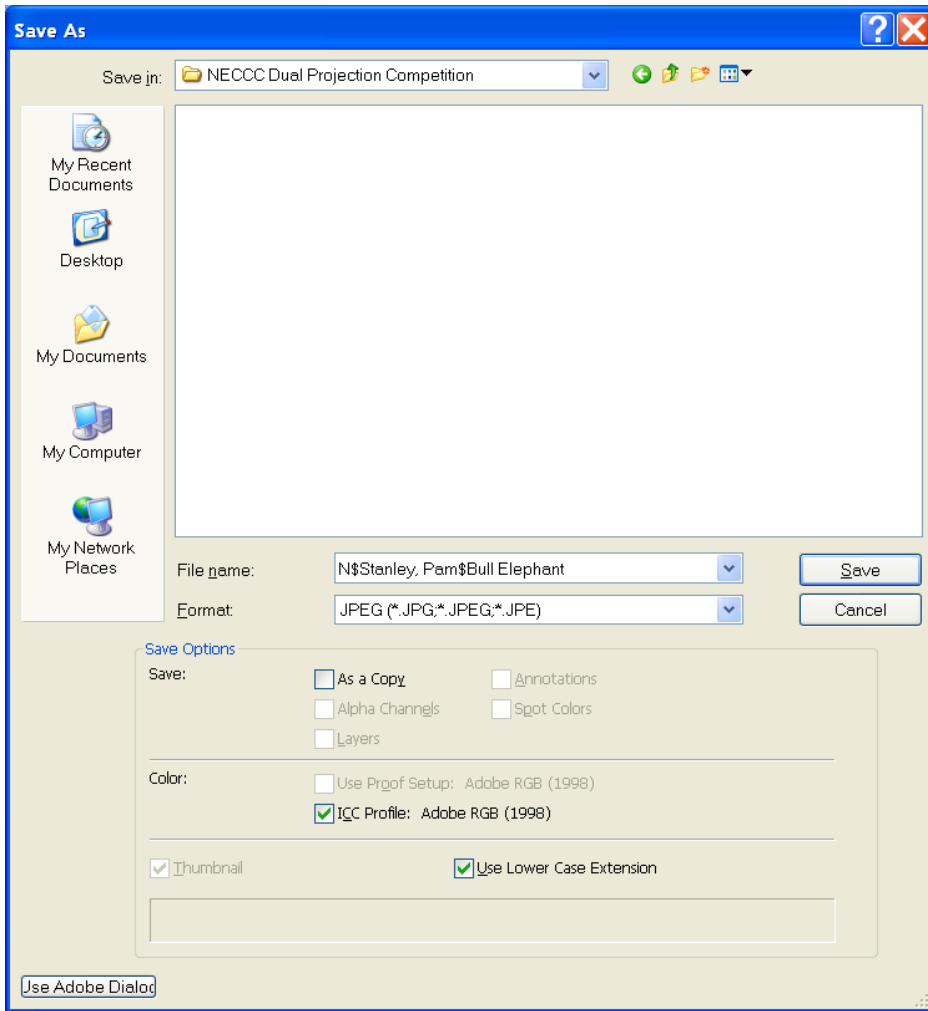 Save As
Save in: NECCC Dual Projection Competition
My Recent
Documents
Desktop
My Documents
My Computer
My Network
Places
File name: N$Stanley, Pam$Bull Elephant Save
Format: JPEG (*.JPG;*.JPEG;*.JPE) Cancel
Save Options
Save: As a Copy Annotations
Alpha Channels Spot Colors
Layers
Color: Use Proof Setup: Adobe RGB (1998)
ICC Profile: Adobe RGB (1998)
Thumbnail Use Lower Case Extension
Use Adobe Dialog